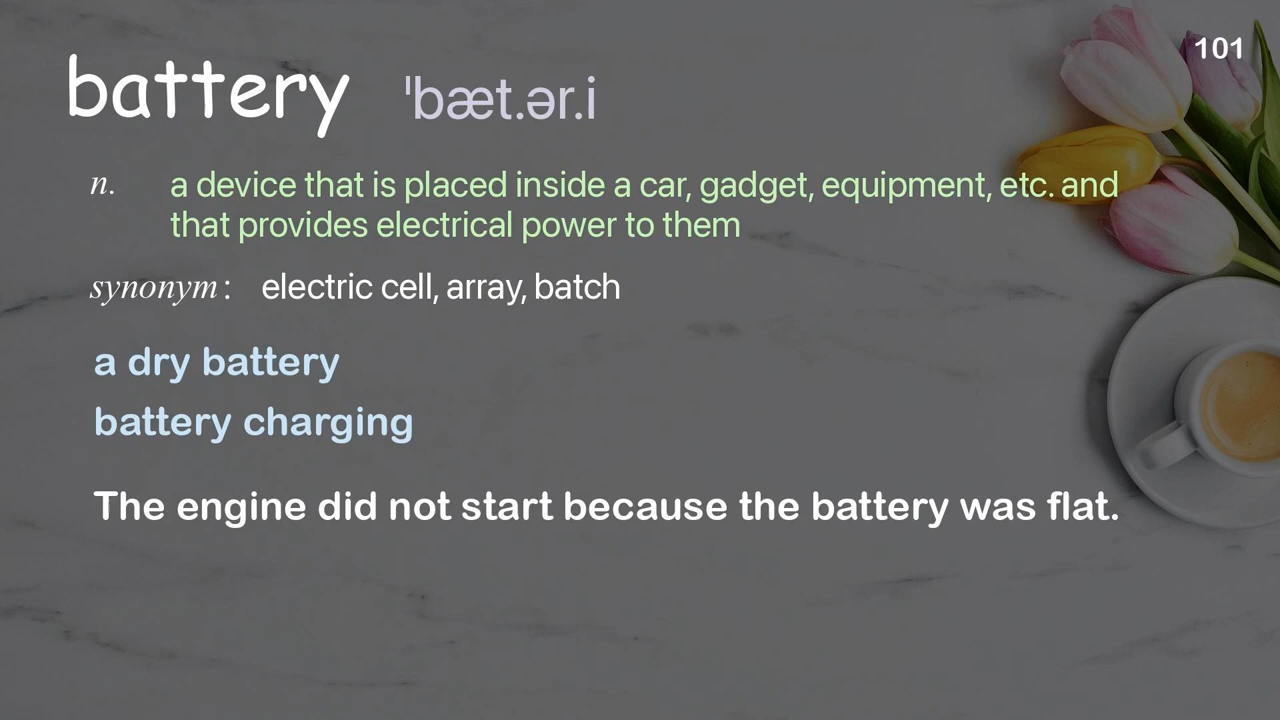 101
battery ˈbæt.ər.i
n. a device that is placed inside a car, gadget, equipment, etc. and
that provides electrical power to them
synonym : electric cell, array, batch
a dry battery
battery charging
The engine did not start because the battery was flat.